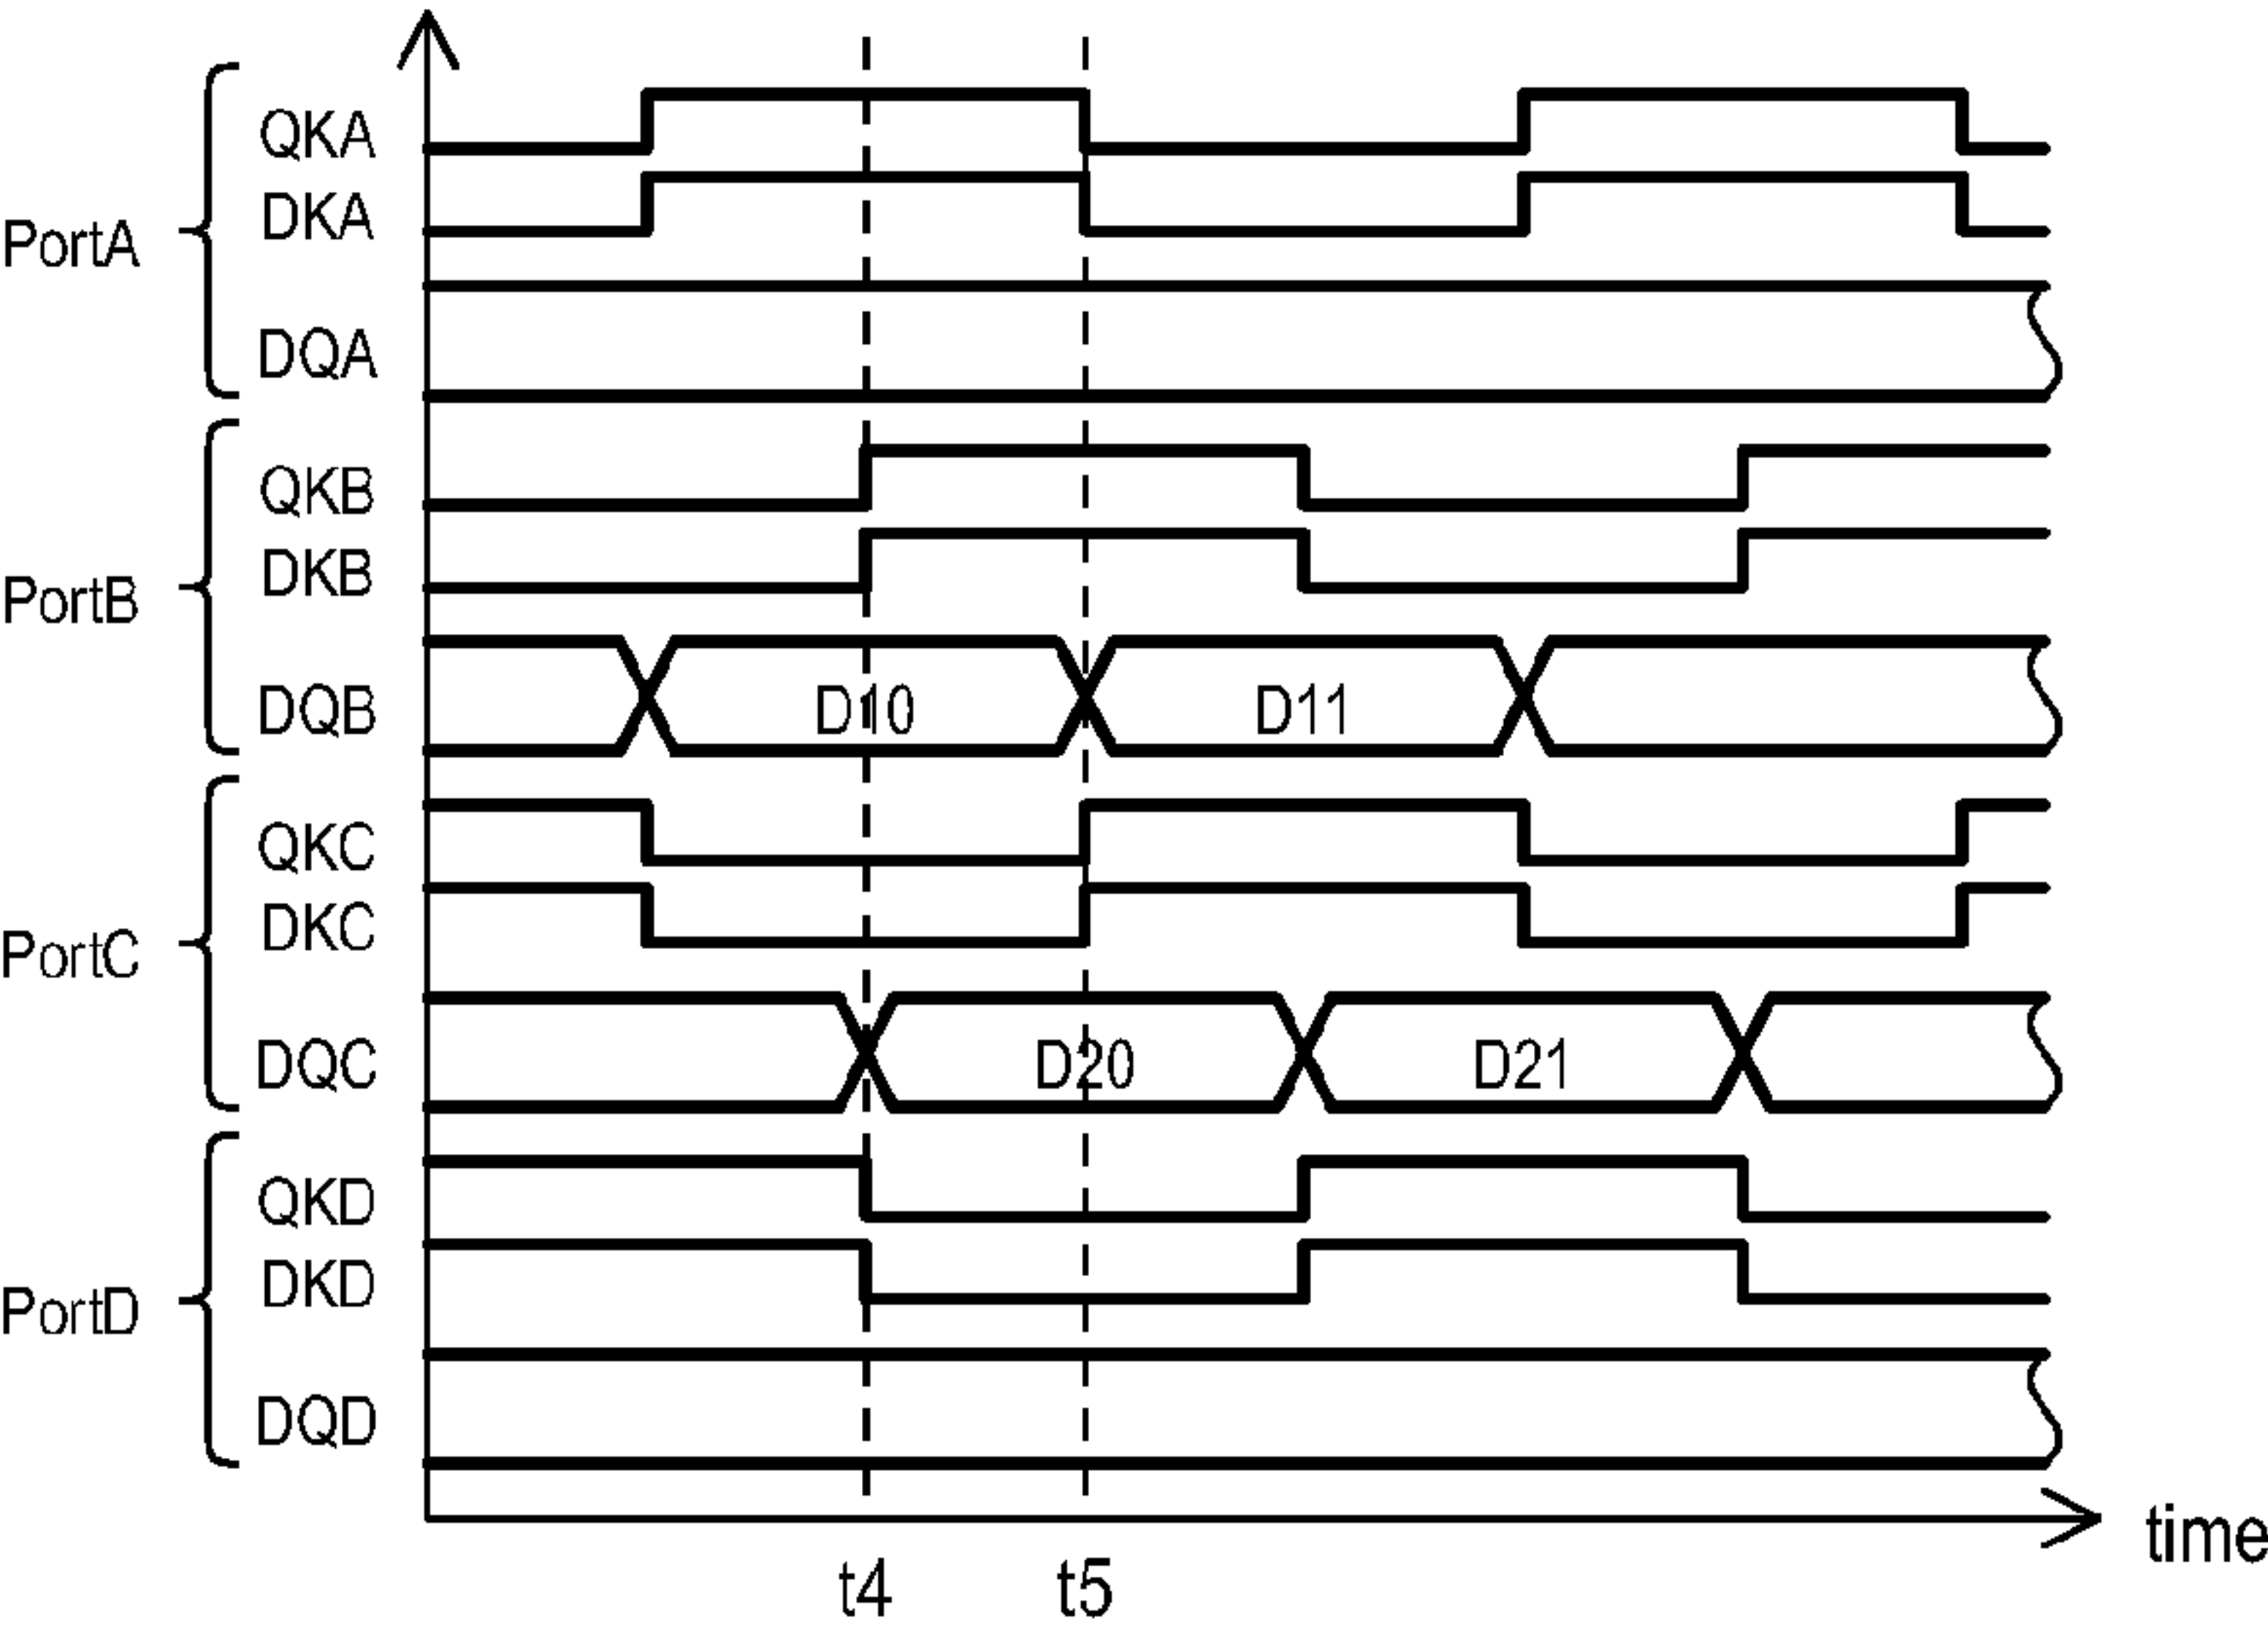 QKA
DKA
PortA
DQA
QKB
DKB
PortB
DQB D10 D11
QKC
DKC
PortC
DQC D20 D21
QKD
DKD
PortD
DQD
time
t4 t5